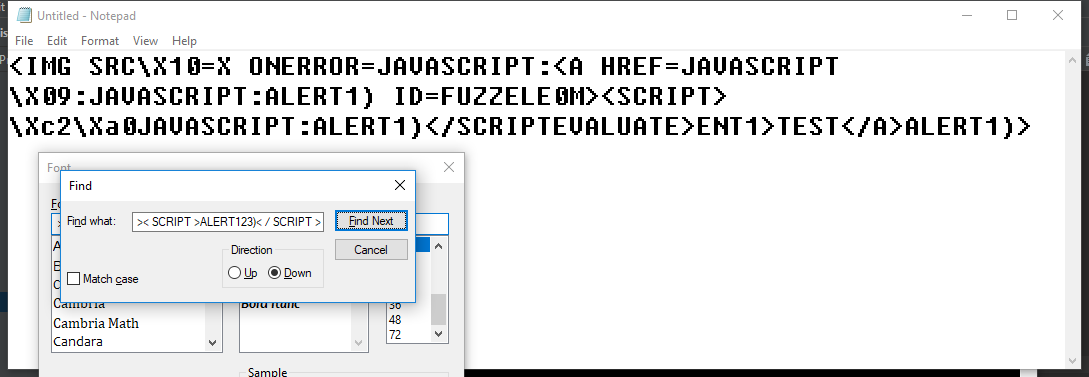 Untitled - Notepad
File Edit Format View Help
<IMG SRC\X10=X ONERROR=JAVASCRIPT:<A HREF=JAVASCRIPT
\X09:JAVASCRIPT:ALERT1) ID=FUZZELE0M><SCRIPT>
\Xc2\Xa0JAVASCRIPT:ALERT1)</SCRIPTEVALUATE>ENT1>TEST</A>ALERT1)>
Font
Find
Find what: >< SCRIPT >ALERT123)< / SCRIPT > Find Next
Cancel
Direction
Up Down
Match case
Cambria
Cambria Math
Candara
Bold Italic
36
48
72
Sample